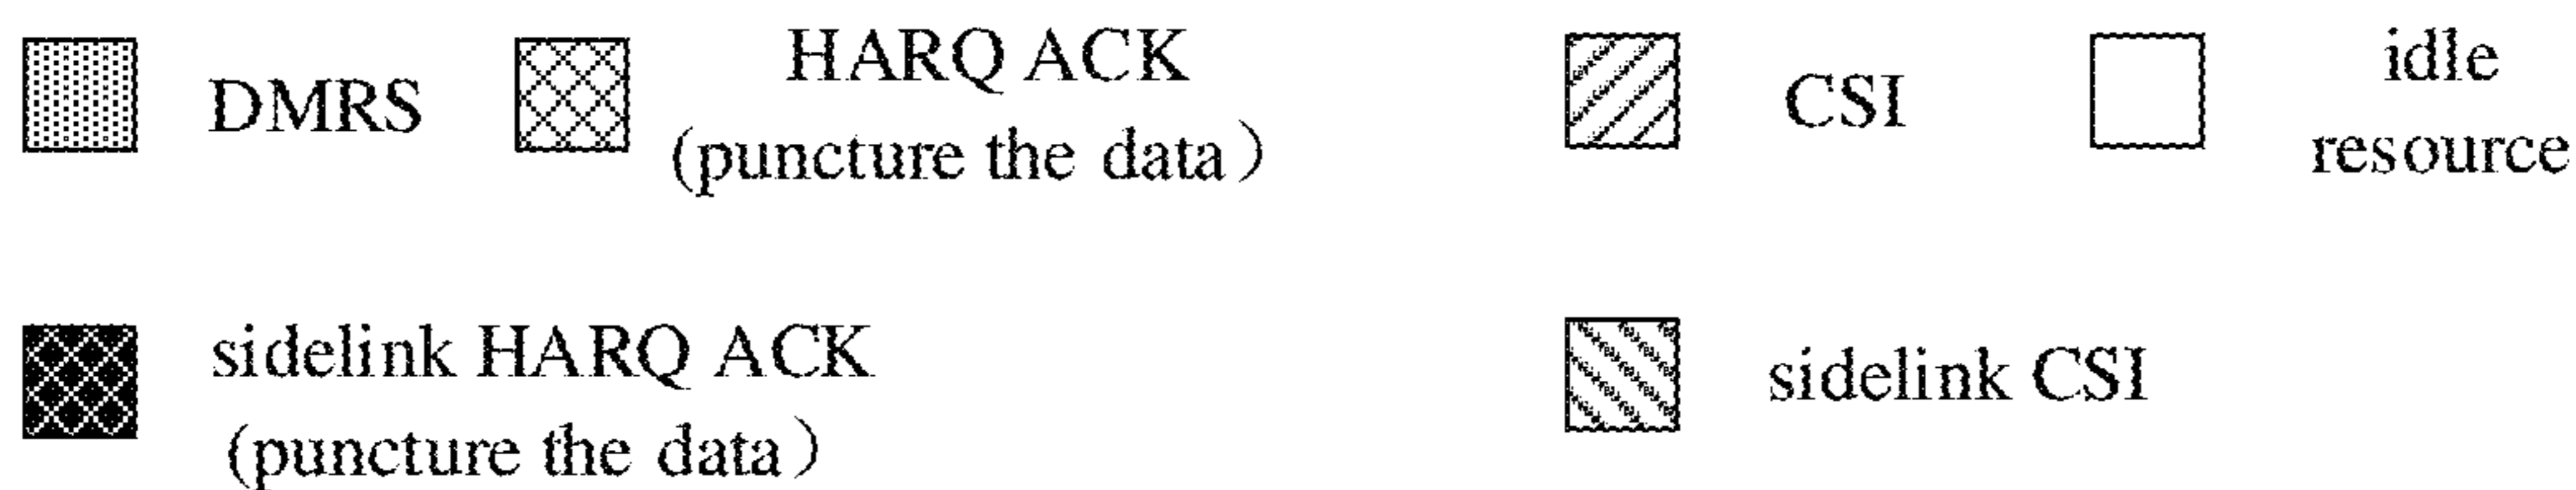 DMRS
HARQ ACK
(puncture the data）
CSI
idle
resource
sidelink HARQ ACK
(puncture the data）
sidelink CSI